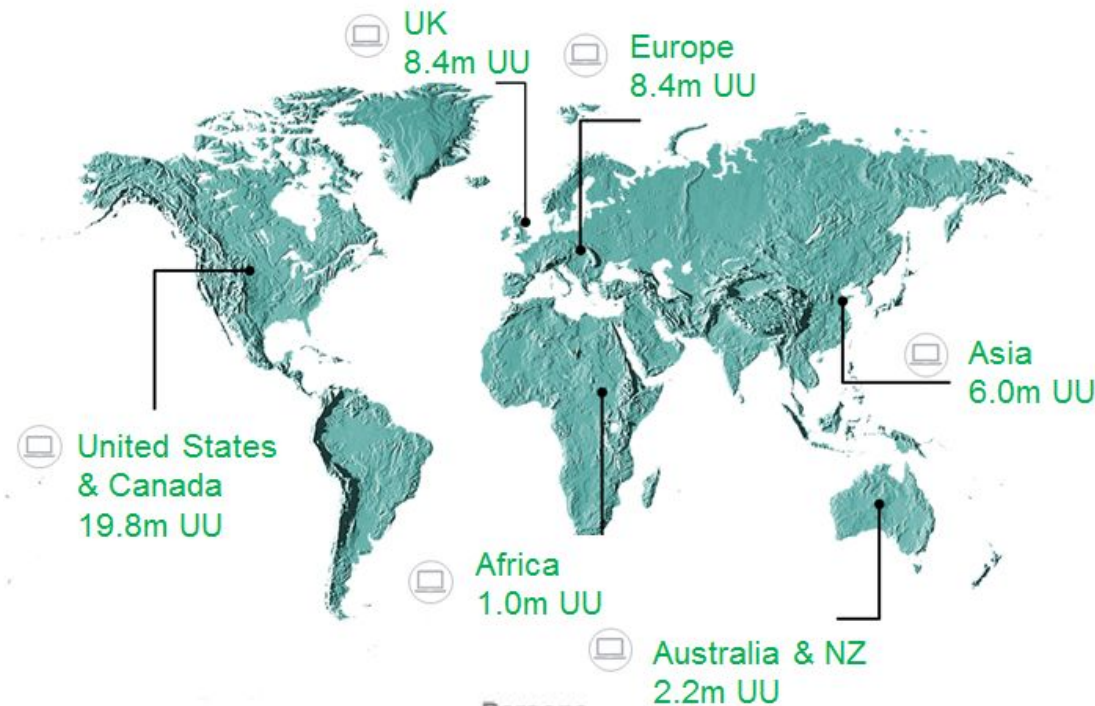 UK
8.4m UU
Europe
8.4m UU
Asia
6.0m UU
United States
& Canada
19.8m UU
Africa
1.0m UU
Australia & NZ
2.2m UU